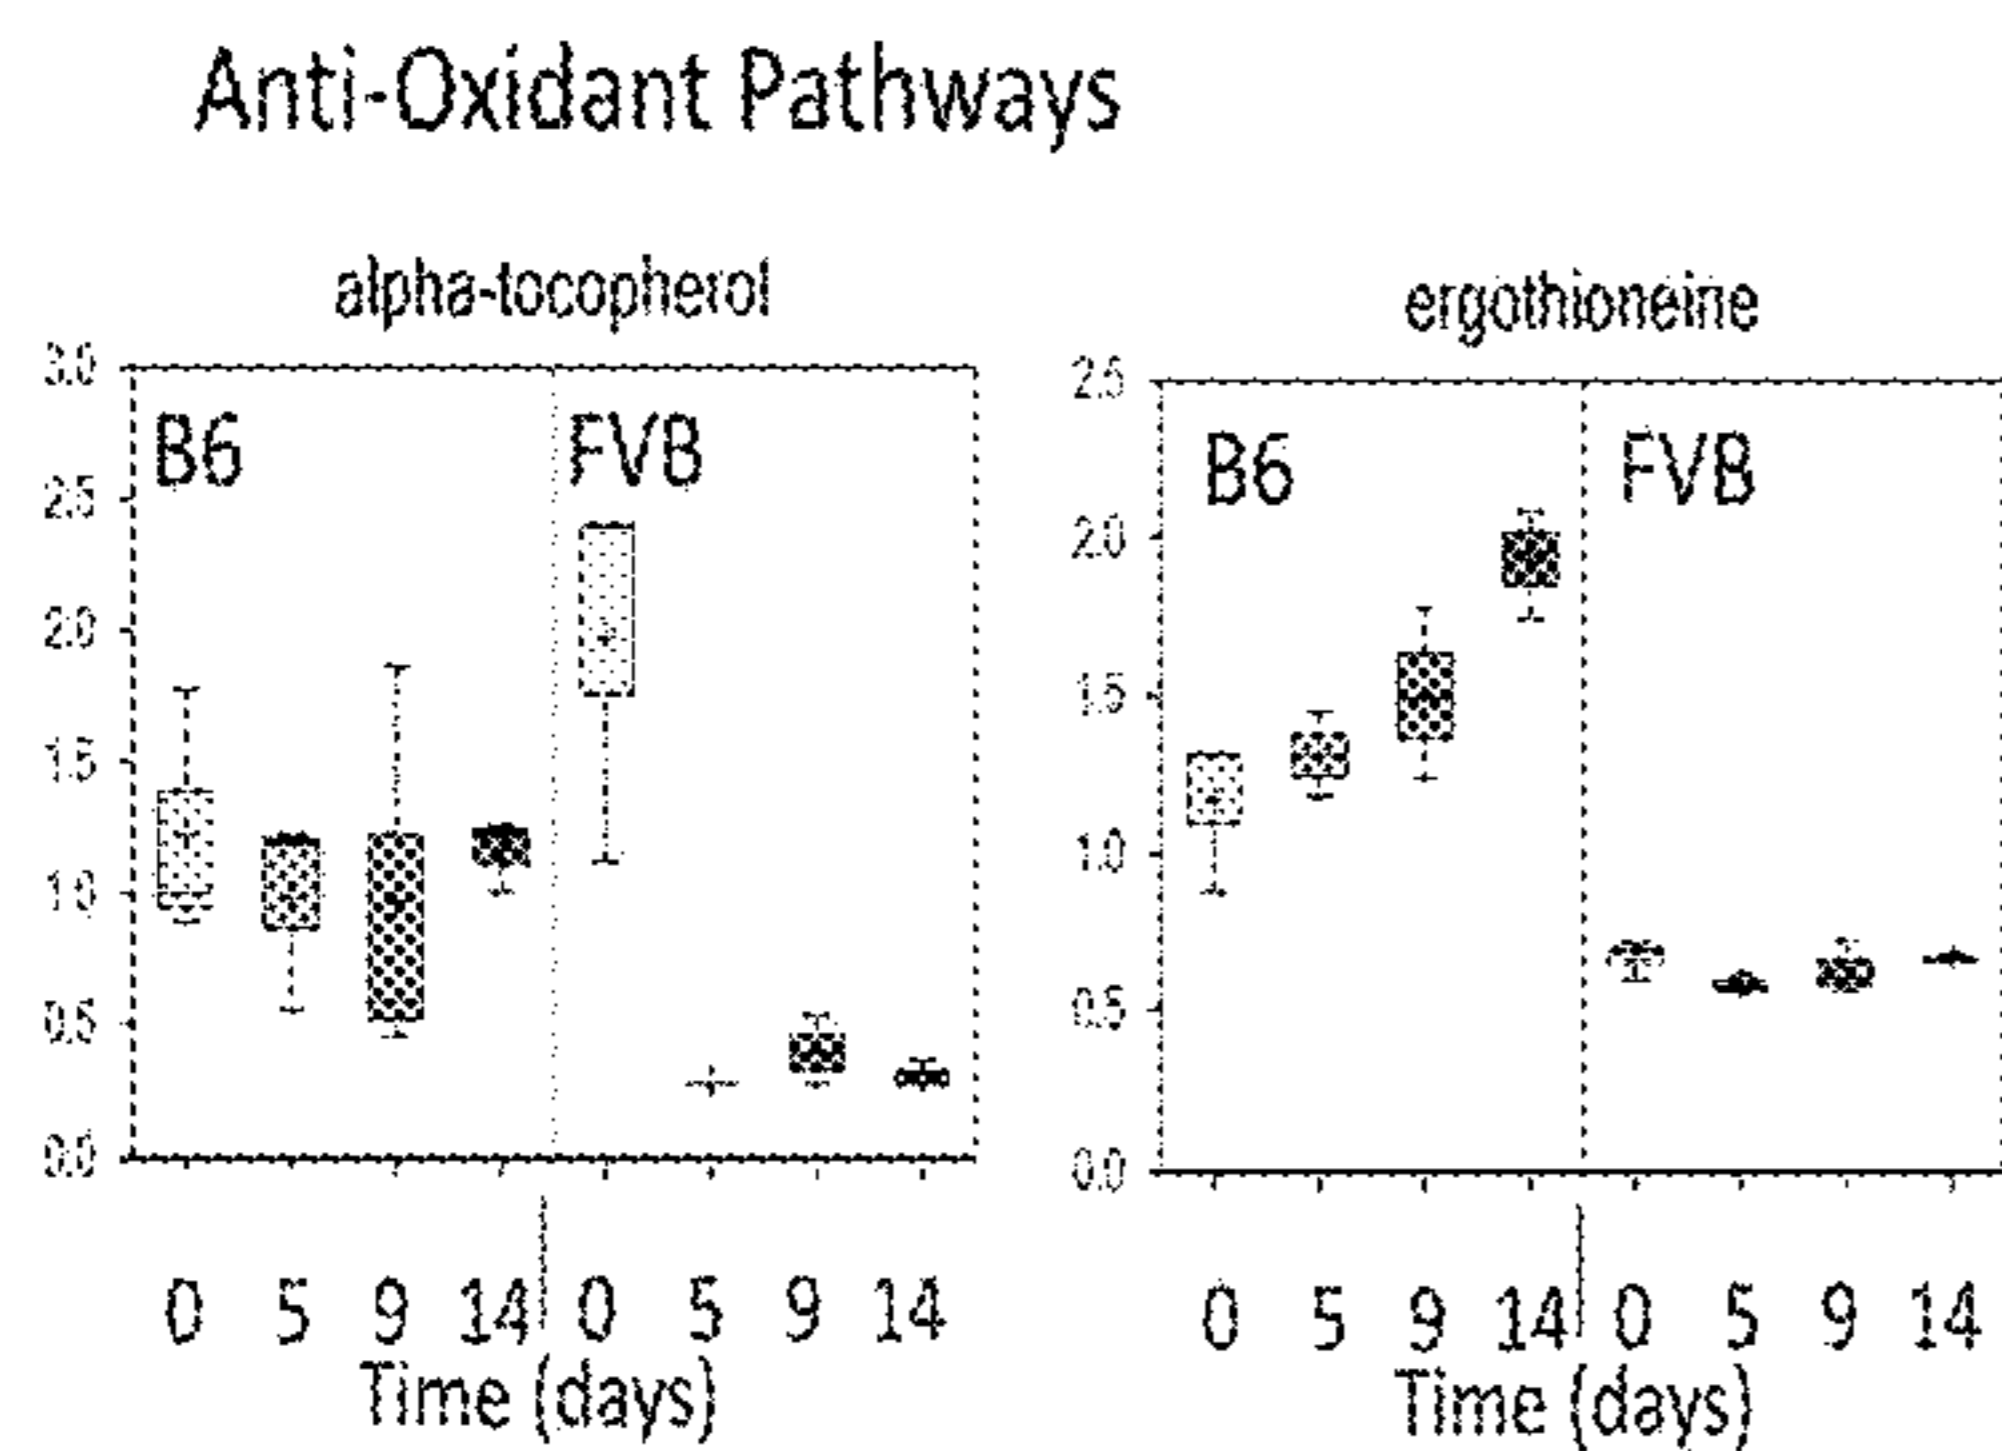 Anti-Oxidant Pathways
alpha-tocopherol
3.0
2.5
2.0
1.5
1.0
0.5
0.0
B6
FVB
0 5 9 14 0 5 9 14
Time (days)
ergothioneine
2.5
2.0
1.5
1.0
0.5
0.0
B6
FVB
0 5 9 14 0 5 9 14
Time (days)